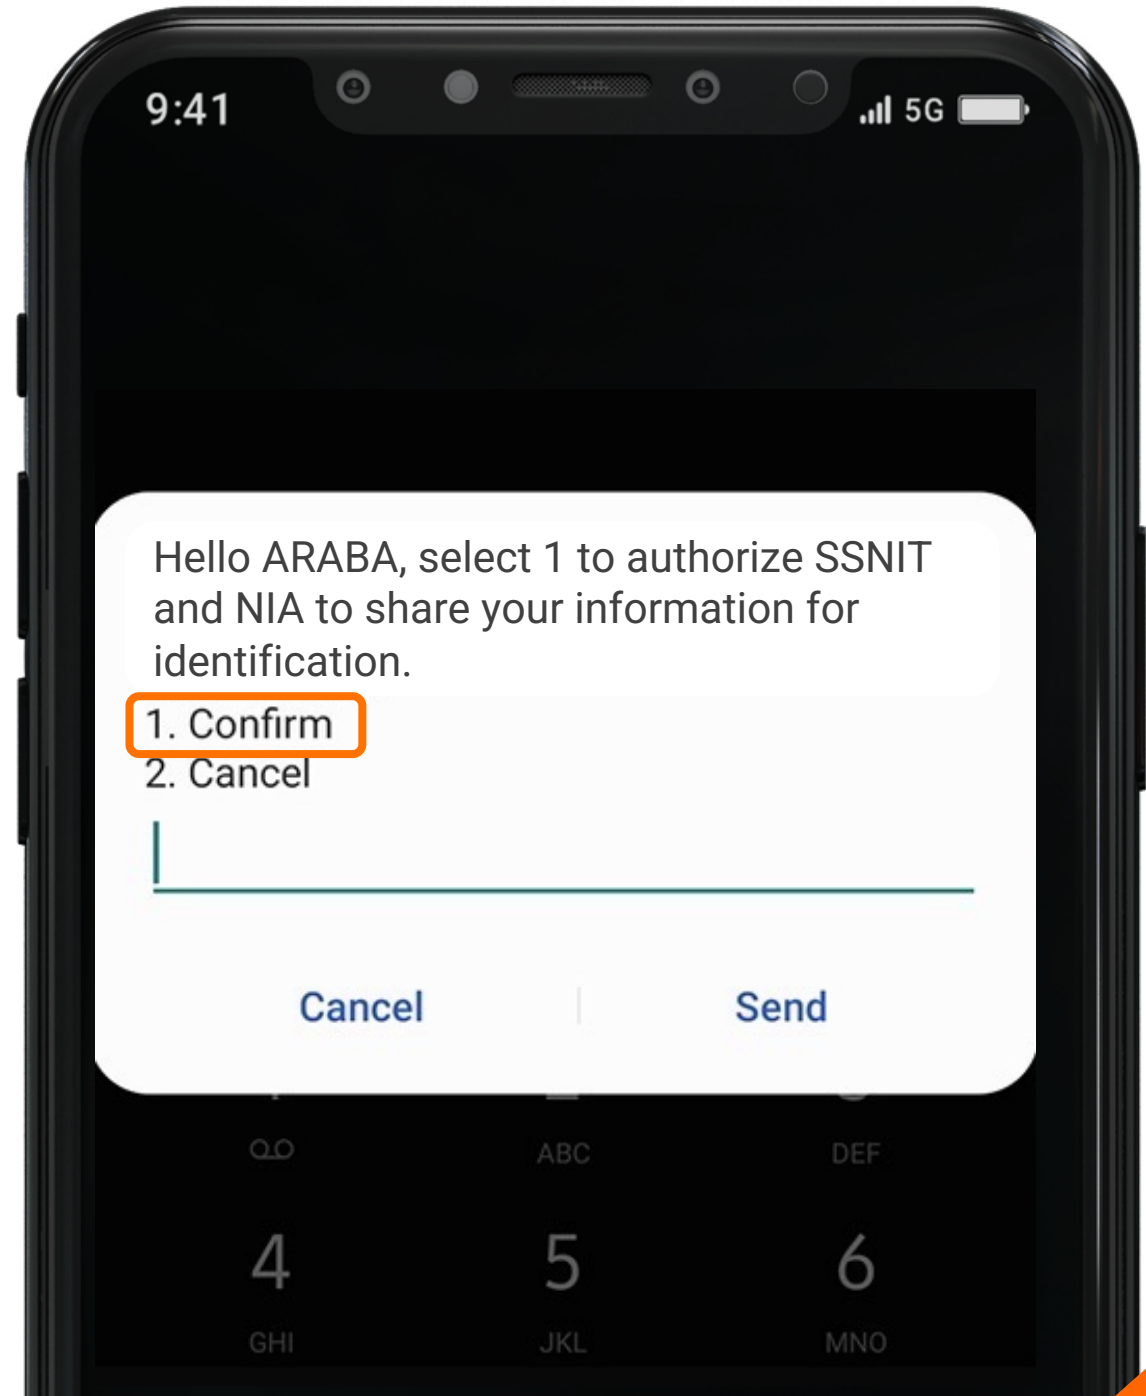 9:41
5G
Hello ARABA, select 1 to authorize SSNIT
and NIA to share your information for
identification.
1. Confirm
2. Cancel
Cancel Send
ABC DEF
4 5 6
GHI JKL MNO